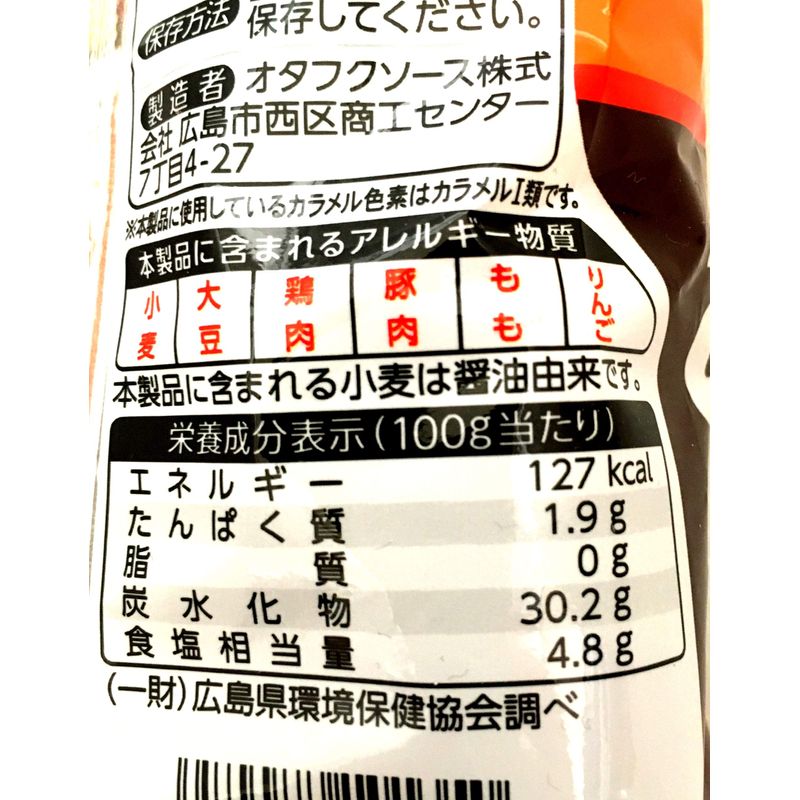 保存方法 保存してください。
製造者 オタフクソース株式
会社 広島市西区商工センター
7丁目4-27
※本製品に使用しているカラメル色素はカラメルI類です。
本製品に含まれるアレルギー物質
小麦 大豆 鶏肉 豚肉 もも りんご
本製品に含まれる小麦は醤油由来です。
栄養成分表示(100g当たり)
エネルギー 127 kcal
たんぱく質 1.9 g
脂質 0 g
炭水化物 30.2 g
食塩相当量 4.8 g
(一財)広島県環境保健協会調べ